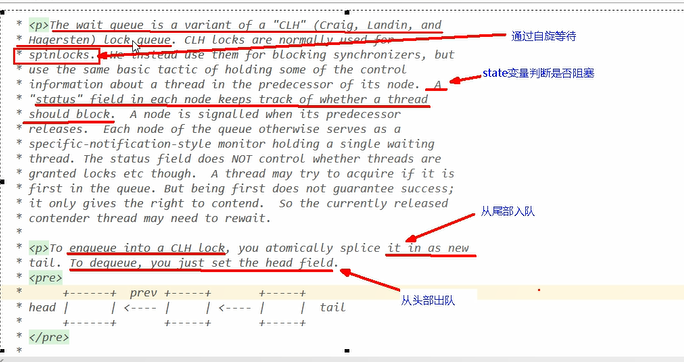 * <p>The wait queue is a variant of a "CLH" (Craig, Landin, and
* Hagersten) lock queue. CLH locks are normally used for
通过自旋等待
* spinlocks. We instead use them for blocking synchronizers, but
* use the same basic tactic of holding some of the control
state变量判断是否阻塞
* information about a thread in the predecessor of its node. A
* "status" field in each node keeps track of whether a thread
* should block. A node is signalled when its predecessor
* releases. Each node of the queue otherwise serves as a
* specific-notification-style monitor holding a single waiting
* thread. The status field does NOT control whether threads are
* granted locks etc though. A thread may try to acquire if it is
* first in the queue. But being first does not guarantee success;
* it only gives the right to contend. So the currently released
* contender thread may need to rewait.
从尾部入队
*
* <p>To enqueue into a CLH lock, you atomically splice it in as new
* tail. To dequeue, you just set the head field.
* <pre>
从头部出队
* +------+ prev +-----+ +-----+
* head | | <---- | | <---- | | tail
* +------+ +-----+ +-----+
* </pre>
*